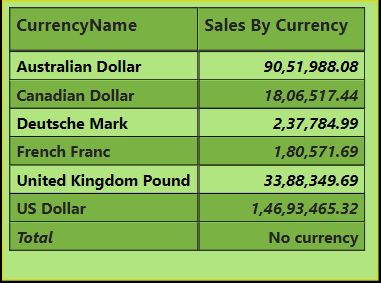 CurrencyName Sales By Currency
Australian Dollar 90,51,988.08
Canadian Dollar 18,06,517.44
Deutsche Mark 2,37,784.99
French Franc 1,80,571.69
United Kingdom Pound 33,88,349.69
US Dollar 1,46,93,465.32
Total No currency